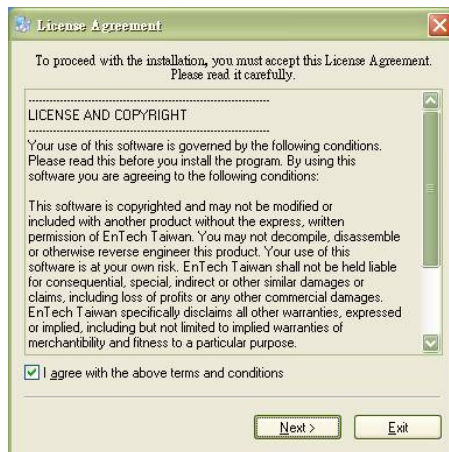 License Agreement
To proceed with the installation, you must accept this License Agreement.
Please read it carefully.
----------------------------------------------------------------------
LICENSE AND COPYRIGHT
----------------------------------------------------------------------
Your use of this software is governed by the following conditions.
Please read this before you install the program. By using this
software you are agreeing to the following conditions:
This software is copyrighted and may not be modified or
included with another product without the express, written
permission of EnTech Taiwan. You may not decompile, disassemble
or otherwise reverse engineer this product. Your use of this
software is at your own risk. EnTech Taiwan shall not be held liable
for consequential, special, indirect or other similar damages or
claims, including loss of profits or any other commercial damages.
EnTech Taiwan specifically disclaims all other warranties, expressed
or implied, including but not limited to implied warranties of
merchantibility and fitness to a particular purpose.
I agree with the above terms and conditions
Next >
Exit